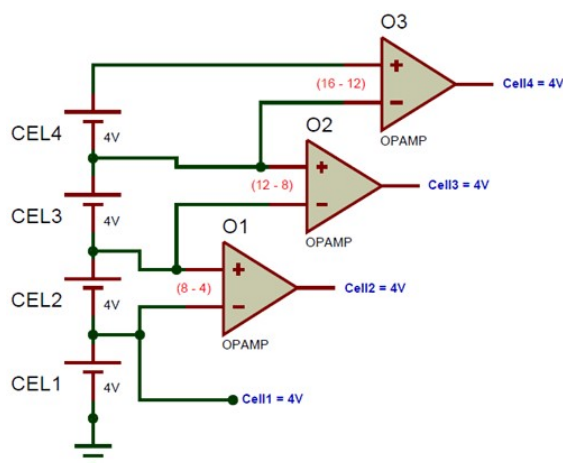 O3
+
(16 - 12)
−
Cell4 = 4V
OPAMP
CEL4
4V
O2
+
(12 - 8)
−
Cell3 = 4V
OPAMP
CEL3
4V
O1
+
(8 - 4)
−
Cell2 = 4V
OPAMP
CEL2
4V
CEL1
4V
Cell1 = 4V